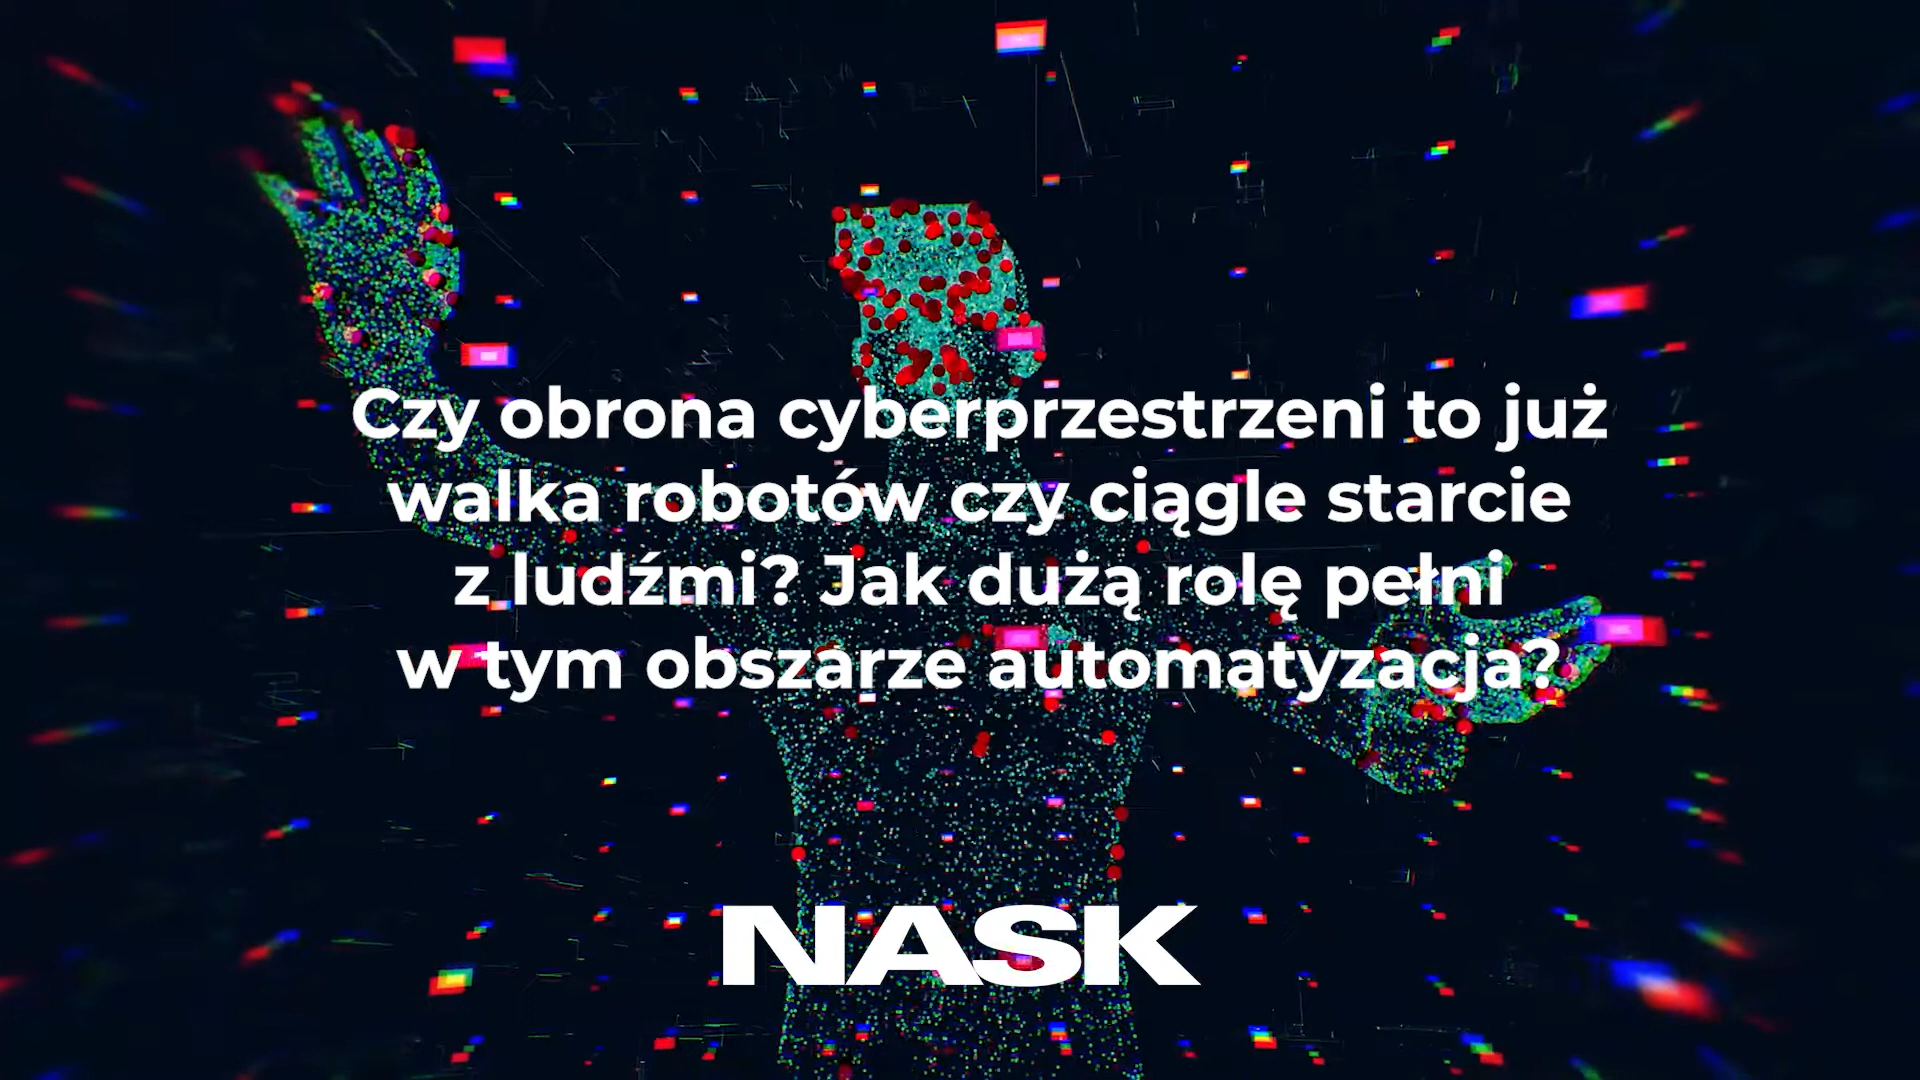 Czy obrona cyberprzestrzeni to już
walka robotów czy ciągle starcie
z ludźmi? Jak dużą rolę pełni
w tym obszarze automatyzacja?
NASK